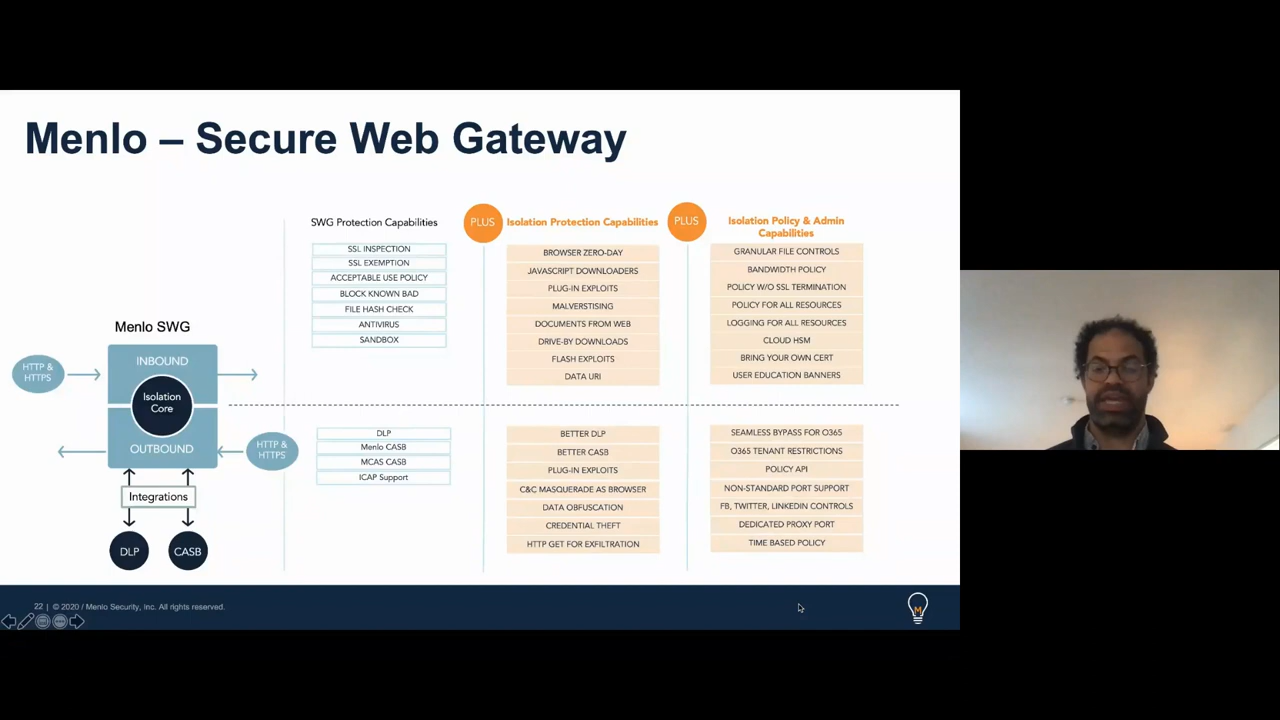 Menlo – Secure Web Gateway
SWG Protection Capabilities
SSL INSPECTION
SSL EXEMPTION
ACCEPTABLE USE POLICY
BLOCK KNOWN BAD
FILE HASH CHECK
ANTIVIRUS
SANDBOX
PLUS
Isolation Protection Capabilities
BROWSER ZERO-DAY
JAVASCRIPT DOWNLOADERS
PLUG-IN EXPLOITS
MALVERSTISING
DOCUMENTS FROM WEB
DRIVE-BY DOWNLOADS
FLASH EXPLOITS
DATA URI
PLUS
Isolation Policy & Admin
Capabilities
GRANULAR FILE CONTROLS
BANDWIDTH POLICY
POLICY W/O SSL TERMINATION
POLICY FOR ALL RESOURCES
LOGGING FOR ALL RESOURCES
CLOUD HSM
BRING YOUR OWN CERT
USER EDUCATION BANNERS
Menlo SWG
HTTP &
HTTPS
INBOUND
Isolation
Core
OUTBOUND
HTTP &
HTTPS
Integrations
DLP
CASB
DLP
Menlo CASB
MCAS CASB
ICAP Support
BETTER DLP
BETTER CASB
PLUG-IN EXPLOITS
C&C MASQUERADE AS BROWSER
DATA OBFUSCATION
CREDENTIAL THEFT
HTTP GET FOR EXFILTRATION
SEAMLESS BYPASS FOR O365
O365 TENANT RESTRICTIONS
POLICY API
NON-STANDARD PORT SUPPORT
FB, TWITTER, LINKEDIN CONTROLS
DEDICATED PROXY PORT
TIME BASED POLICY
22 | © 2020 / Menlo Security, Inc. All rights reserved.
M